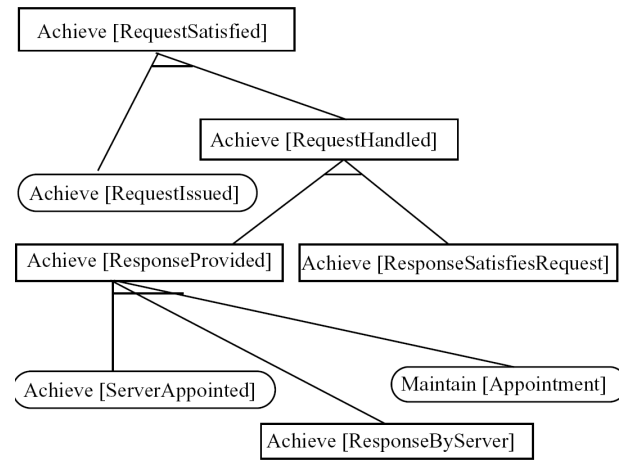 Achieve [RequestSatisfied]
Achieve [RequestHandled]
Achieve [RequestIssued]
Achieve [ResponseProvided]
Achieve [ResponseSatisfiesRequest]
Achieve [ServerAppointed]
Maintain [Appointment]
Achieve [ResponseByServer]